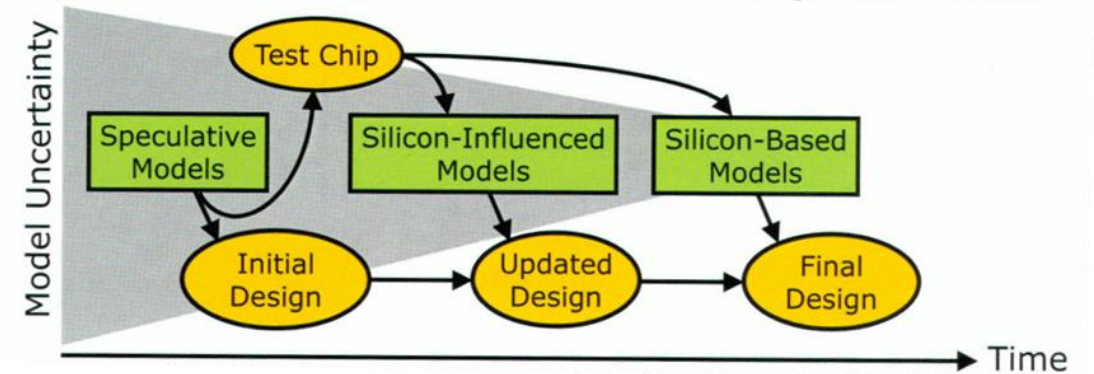 Model Uncertainty
Test Chip
Speculative
Models
Silicon-Influenced
Models
Silicon-Based
Models
Initial
Design
Updated
Design
Final
Design
Time